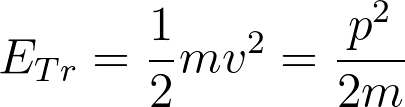 E_{Tr} = \frac{1}{2}mv^2 = \frac{p^2}{2m}